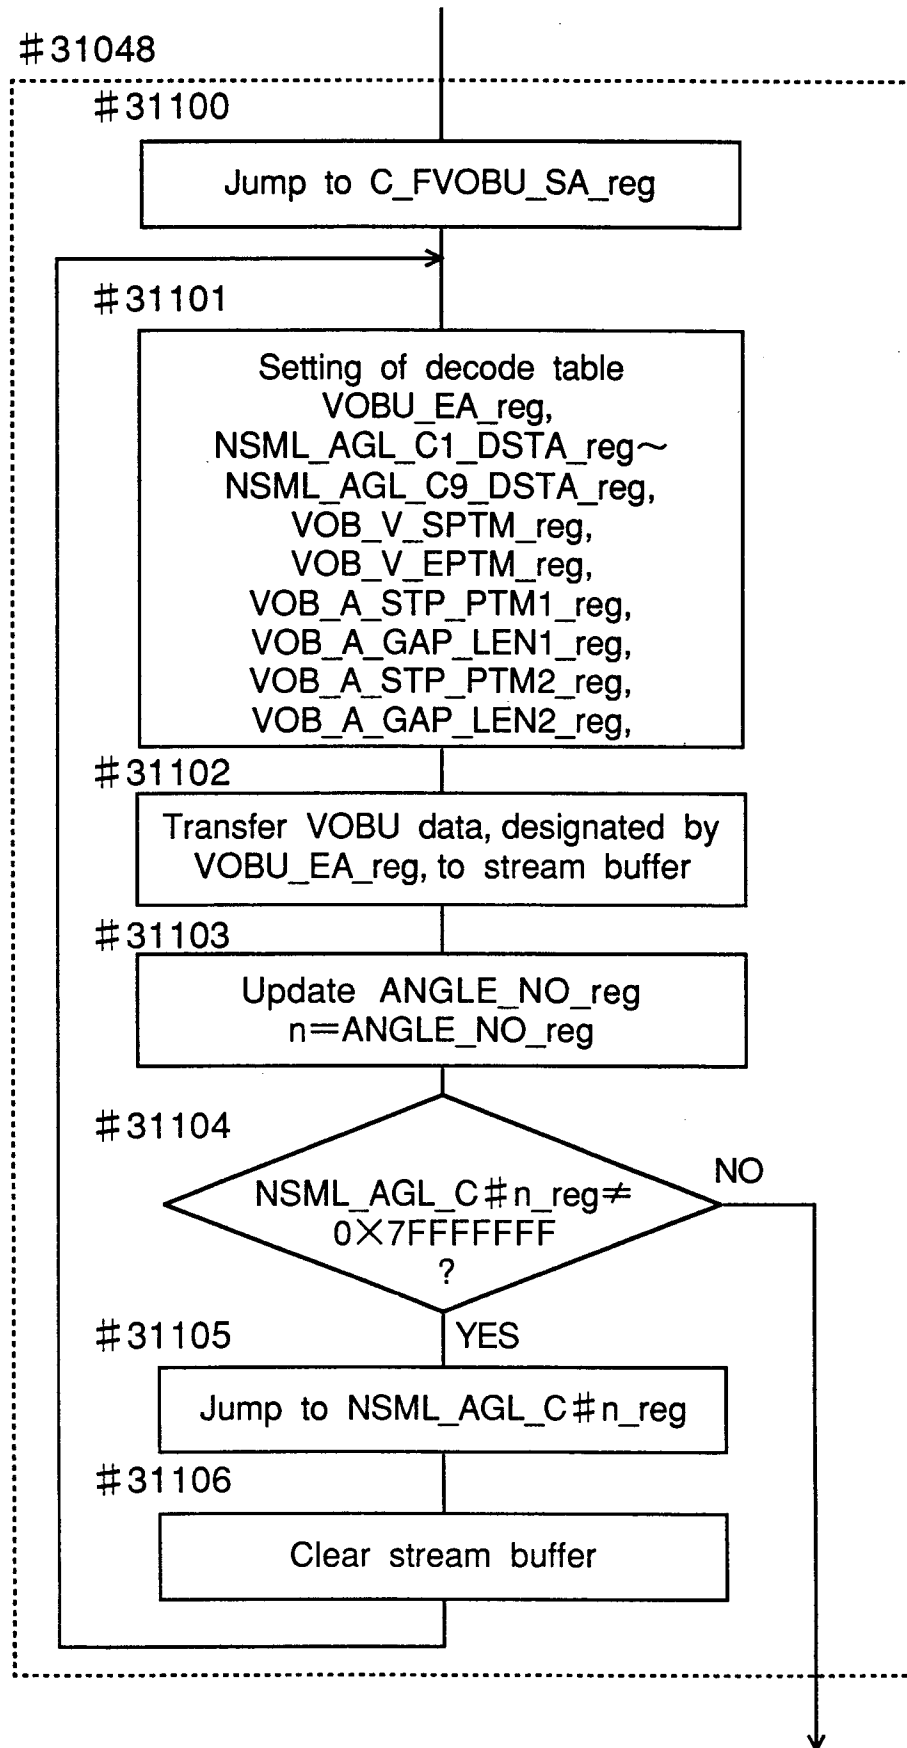 #31048
#31100
Jump to C_FVOBU_SA_reg
#31101
Setting of decode table
VOBU_EA_reg,
NSML_AGL_C1_DSTA_reg~
NSML_AGL_C9_DSTA_reg,
VOB_V_SPTM_reg,
VOB_V_EPTM_reg,
VOB_A_STP_PTM1_reg,
VOB_A_GAP_LEN1_reg,
VOB_A_STP_PTM2_reg,
VOB_A_GAP_LEN2_reg,
#31102
Transfer VOBU data, designated by
VOBU_EA_reg, to stream buffer
#31103
Update ANGLE_NO_reg
n=ANGLE_NO_reg
#31104
NO
NSML_AGL_C#n_reg≠
0×7FFFFFFF
?
#31105
YES
Jump to NSML_AGL_C#n_reg
#31106
Clear stream buffer